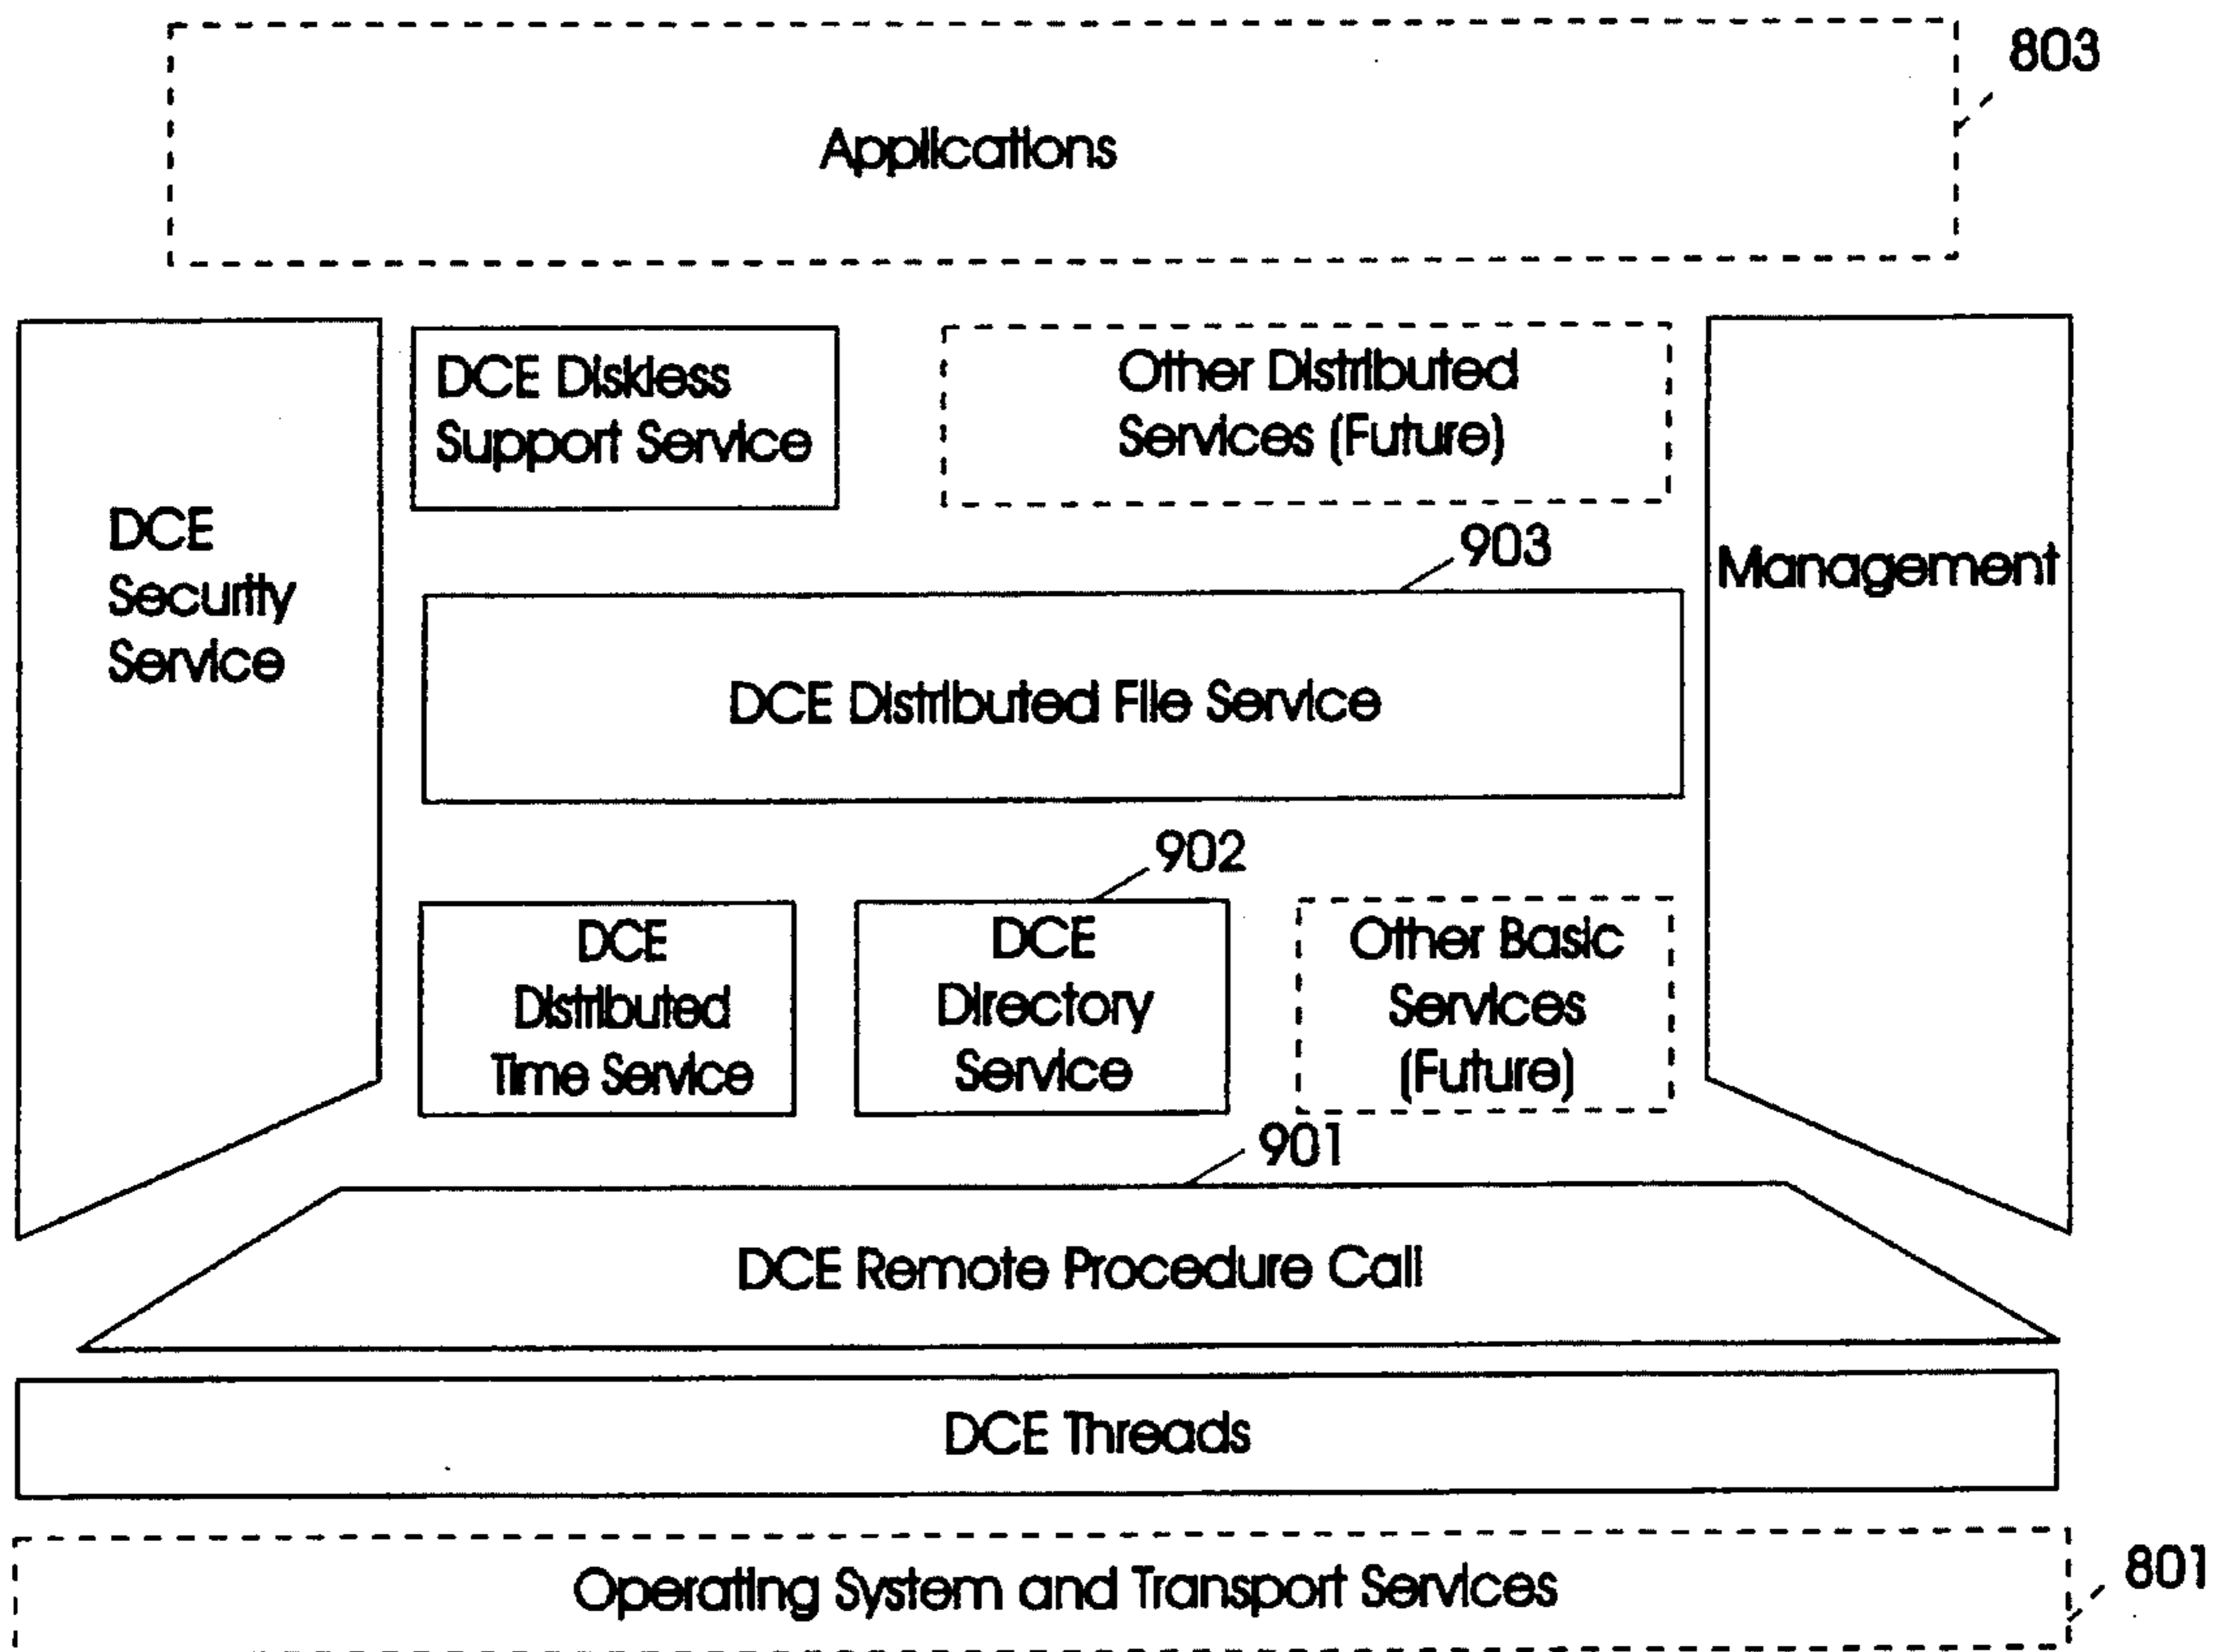 803
Applications
DCE Diskless
Support Service
Other Distributed
Services (Future)
DCE
Security
Service
903
Management
DCE Distributed File Service
902
DCE
Distributed
Time Service
DCE
Directory
Service
Other Basic
Services
(Future)
901
DCE Remote Procedure Call
DCE Threads
Operating System and Transport Services
801